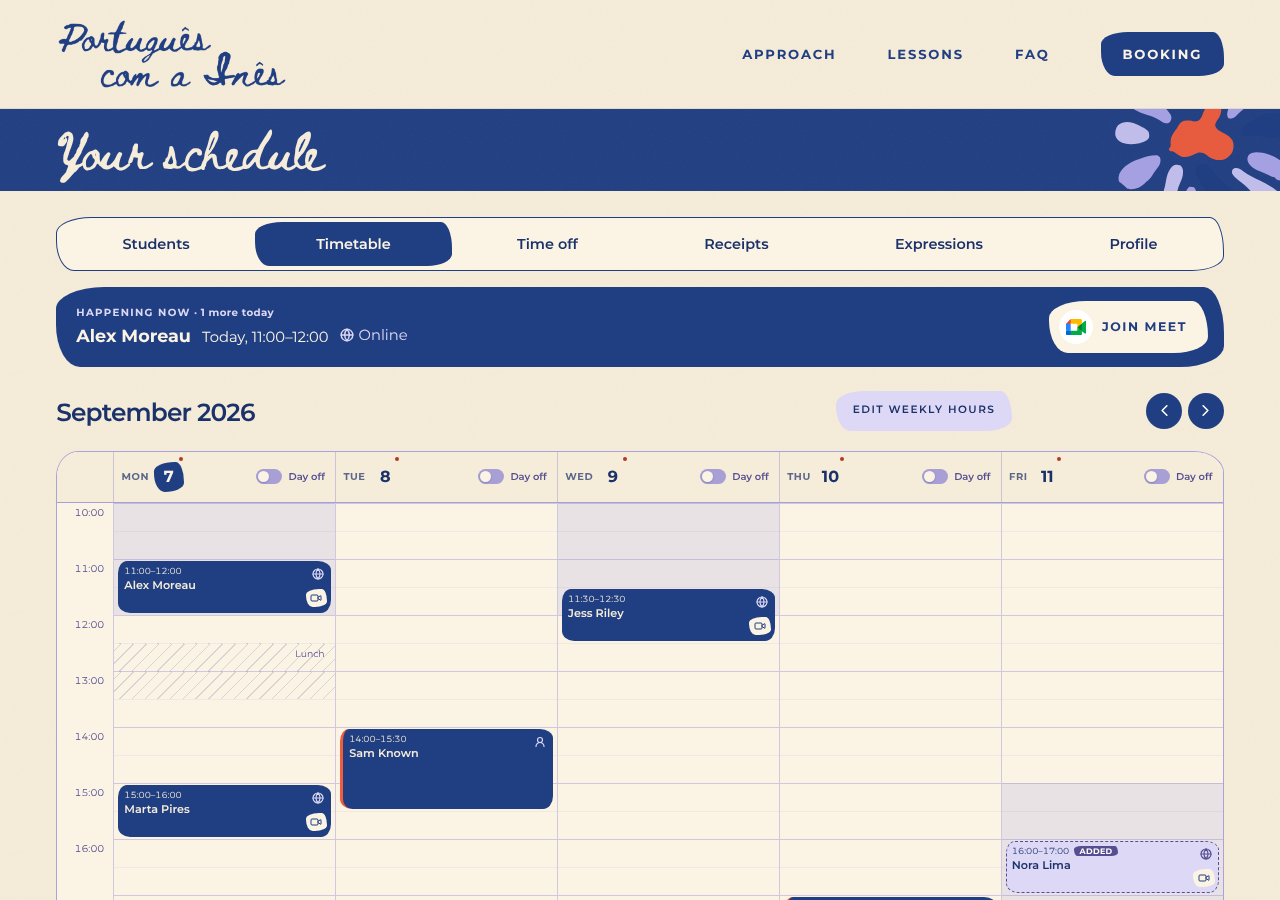 Português
com a Inês
APPROACH
LESSONS
FAQ
BOOKING
Your schedule
Students
Timetable
Time off
Receipts
Expressions
Profile
HAPPENING NOW · 1 more today
Alex Moreau Today, 11:00–12:00 Online
JOIN MEET
September 2026
EDIT WEEKLY HOURS
MON 7 Day off
TUE 8 Day off
WED 9 Day off
THU 10 Day off
FRI 11 Day off
10:00
11:00
11:00–12:00
Alex Moreau
11:30–12:30
Jess Riley
12:00
Lunch
13:00
14:00
14:00–15:30
Sam Known
15:00
15:00–16:00
Marta Pires
16:00
16:00–17:00 ADDED
Nora Lima